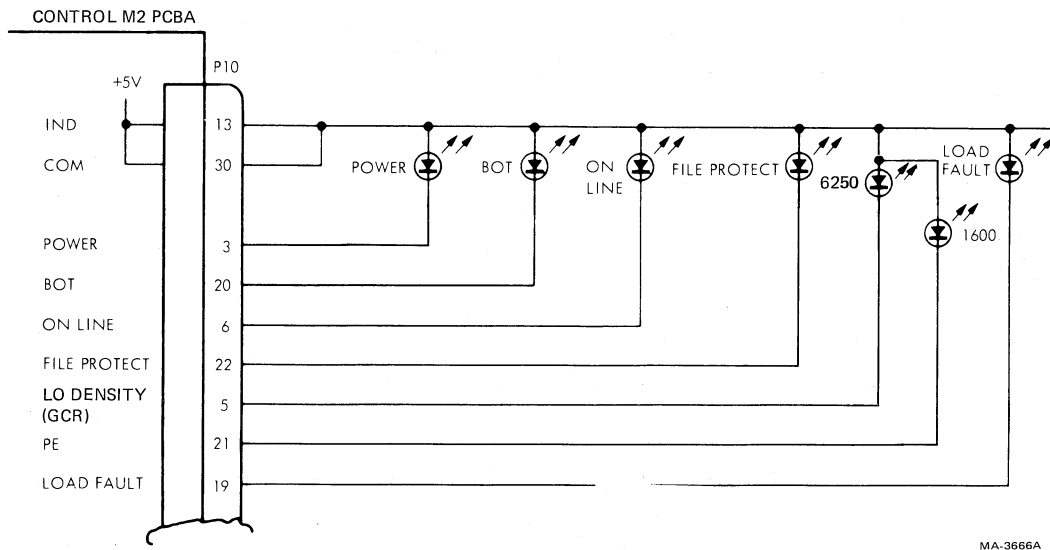 CONTROL M2 PCBA
P10
+5V
IND 13
COM 30
POWER
BOT
ON
LINE
FILE PROTECT
6250
LOAD
FAULT
1600
POWER 3
BOT 20
ON LINE 6
FILE PROTECT 22
LO DENSITY
(GCR) 5
PE 21
LOAD FAULT 19
MA-3666A